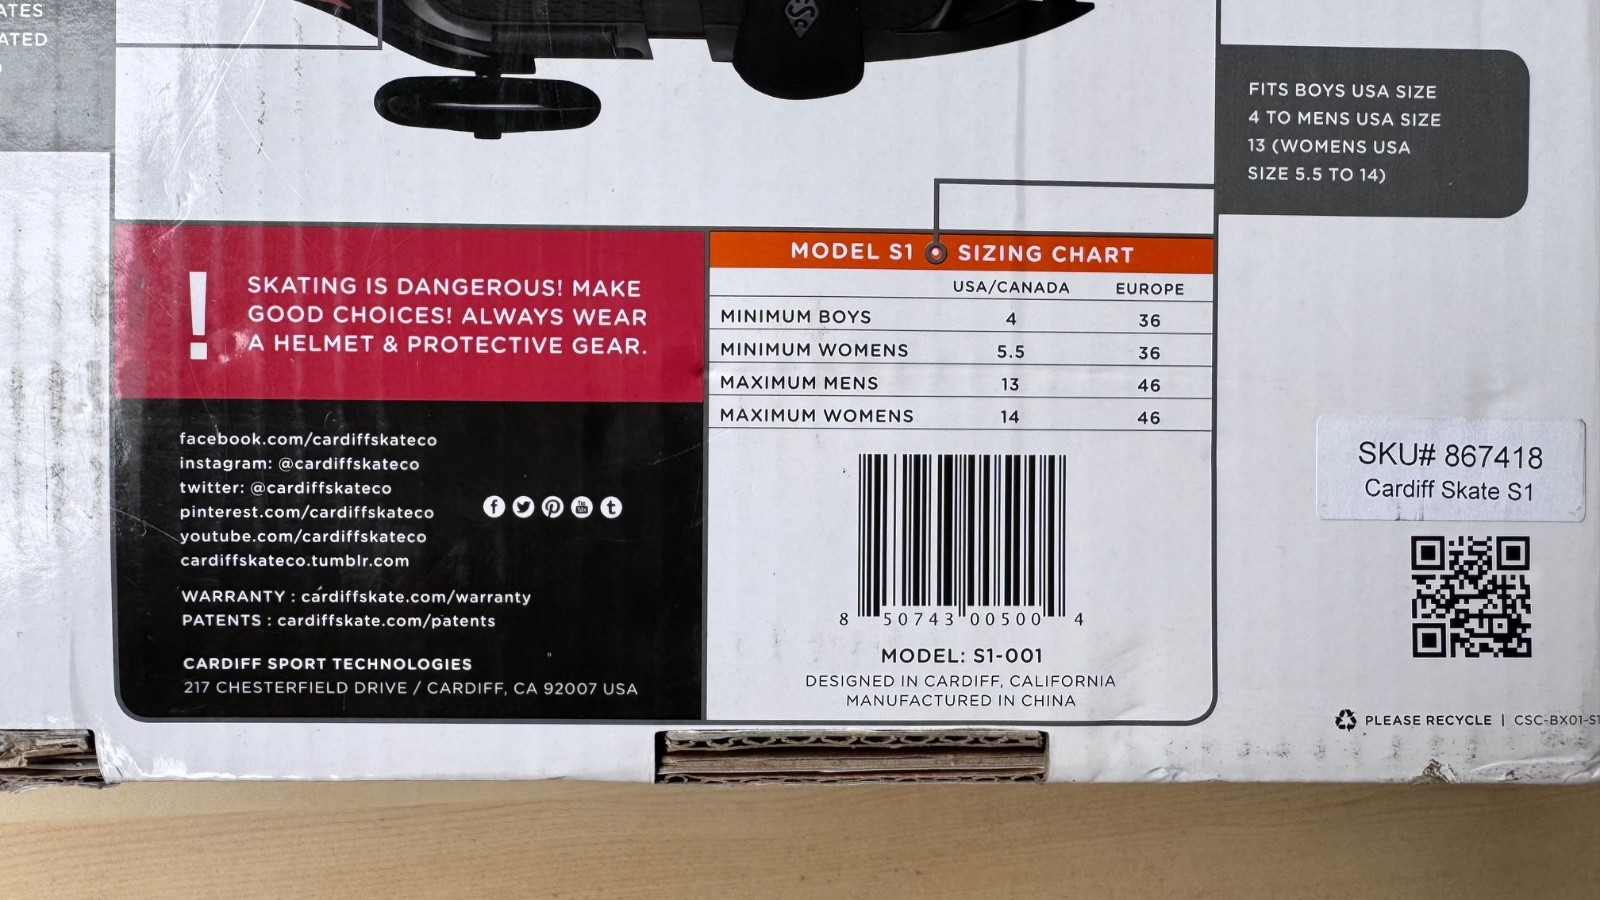 FITS BOYS USA SIZE
4 TO MENS USA SIZE
13 (WOMENS USA
SIZE 5.5 TO 14)
!
SKATING IS DANGEROUS! MAKE
GOOD CHOICES! ALWAYS WEAR
A HELMET & PROTECTIVE GEAR.
MODEL S1 SIZING CHART
USA/CANADA EUROPE
MINIMUM BOYS 4 36
MINIMUM WOMENS 5.5 36
MAXIMUM MENS 13 46
MAXIMUM WOMENS 14 46
facebook.com/cardiffskateco
instagram: @cardiffskateco
twitter: @cardiffskateco
pinterest.com/cardiffskateco
youtube.com/cardiffskateco
cardiffskateco.tumblr.com
WARRANTY : cardiffskate.com/warranty
PATENTS : cardiffskate.com/patents
CARDIFF SPORT TECHNOLOGIES
217 CHESTERFIELD DRIVE / CARDIFF, CA 92007 USA
8 50743 00500 4
MODEL: S1-001
DESIGNED IN CARDIFF, CALIFORNIA
MANUFACTURED IN CHINA
SKU# 867418
Cardiff Skate S1
PLEASE RECYCLE | CSC-BX01-S1